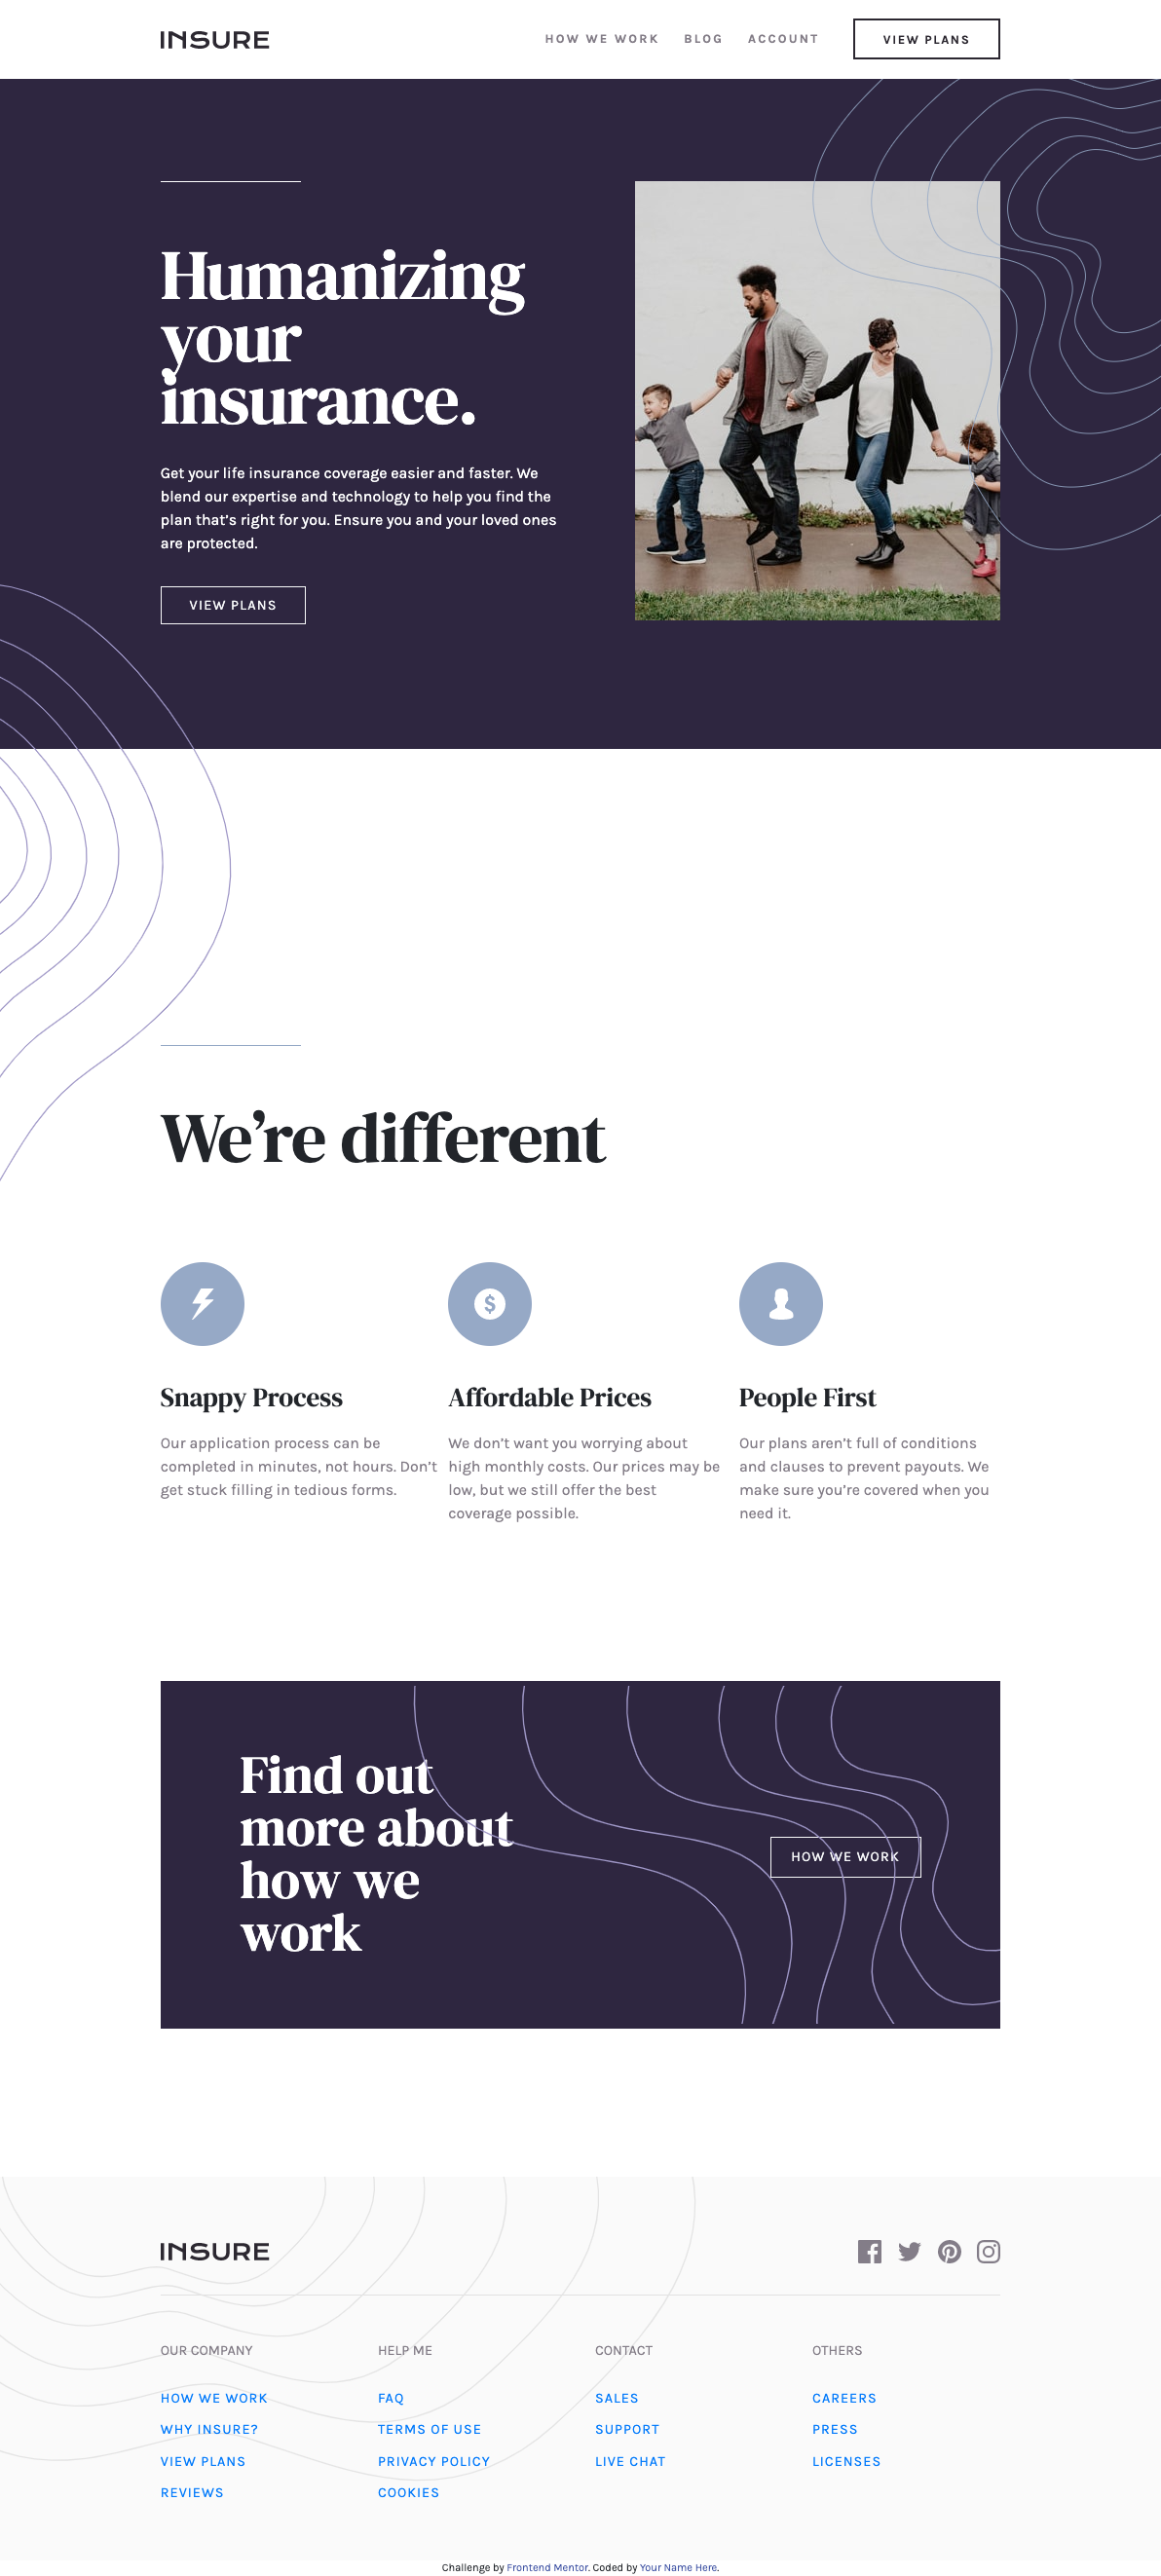 INSURE
HOW WE WORK BLOG ACCOUNT VIEW PLANS
Humanizing
your
insurance.
Get your life insurance coverage easier and faster. We
blend our expertise and technology to help you find the
plan that’s right for you. Ensure you and your loved ones
are protected.
VIEW PLANS
We’re different
Snappy Process
Our application process can be
completed in minutes, not hours. Don’t
get stuck filling in tedious forms.
Affordable Prices
We don’t want you worrying about
high monthly costs. Our prices may be
low, but we still offer the best
coverage possible.
People First
Our plans aren’t full of conditions
and clauses to prevent payouts. We
make sure you’re covered when you
need it.
Find out
more about
how we
work
HOW WE WORK
INSURE
OUR COMPANY
HOW WE WORK
WHY INSURE?
VIEW PLANS
REVIEWS
HELP ME
FAQ
TERMS OF USE
PRIVACY POLICY
COOKIES
CONTACT
SALES
SUPPORT
LIVE CHAT
OTHERS
CAREERS
PRESS
LICENSES
Challenge by Frontend Mentor. Coded by Your Name Here.